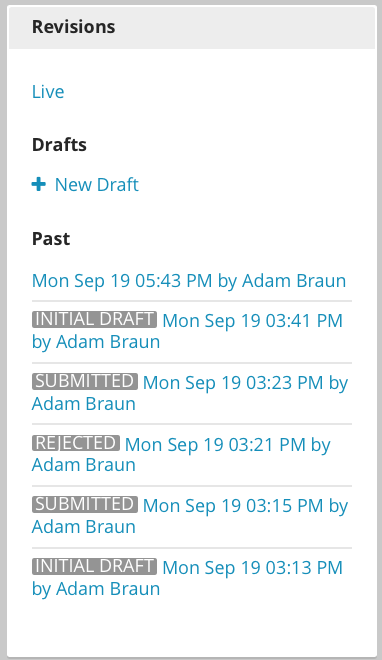 Revisions
Live
Drafts
+ New Draft
Past
Mon Sep 19 05:43 PM by Adam Braun
INITIAL DRAFT Mon Sep 19 03:41 PM
by Adam Braun
SUBMITTED Mon Sep 19 03:23 PM by
Adam Braun
REJECTED Mon Sep 19 03:21 PM by
Adam Braun
SUBMITTED Mon Sep 19 03:15 PM by
Adam Braun
INITIAL DRAFT Mon Sep 19 03:13 PM
by Adam Braun